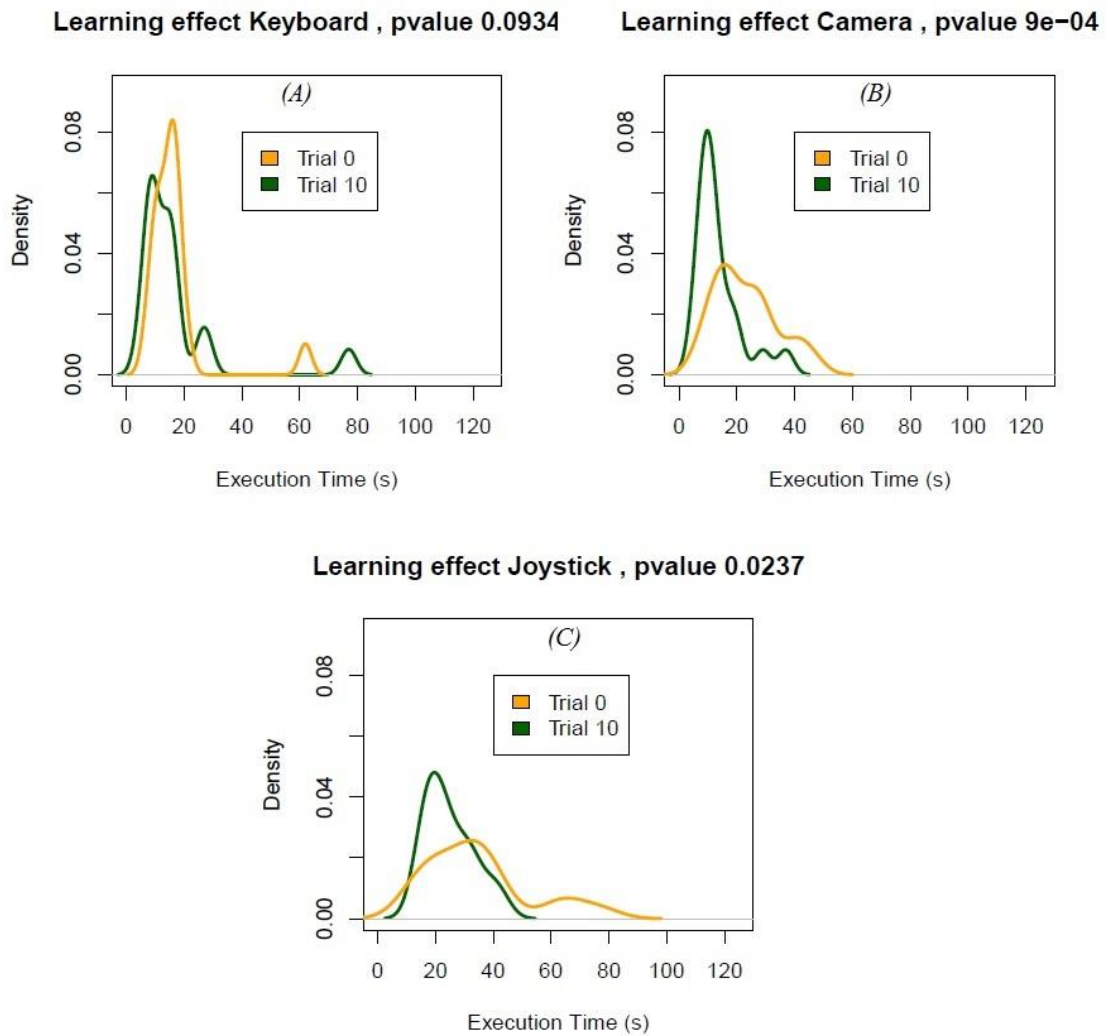 Learning effect Keyboard , pvalue 0.0934
(A)
Trial 0
Trial 10
Density
0.00
0.04
0.08
0 20 40 60 80 100 120
Execution Time (s)
Learning effect Camera , pvalue 9e−04
(B)
Trial 0
Trial 10
Density
0.00
0.04
0.08
0 20 40 60 80 100 120
Execution Time (s)
Learning effect Joystick , pvalue 0.0237
(C)
Trial 0
Trial 10
Density
0.00
0.04
0.08
0 20 40 60 80 100 120
Execution Time (s)